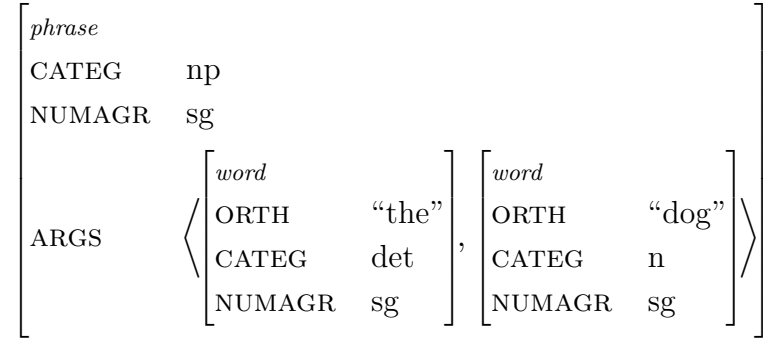 phrase
CATEG np
NUMAGR sg
word word
ORTH “the” ORTH “dog”
ARGS ⟨ , ⟩
CATEG det CATEG n
NUMAGR sg NUMAGR sg